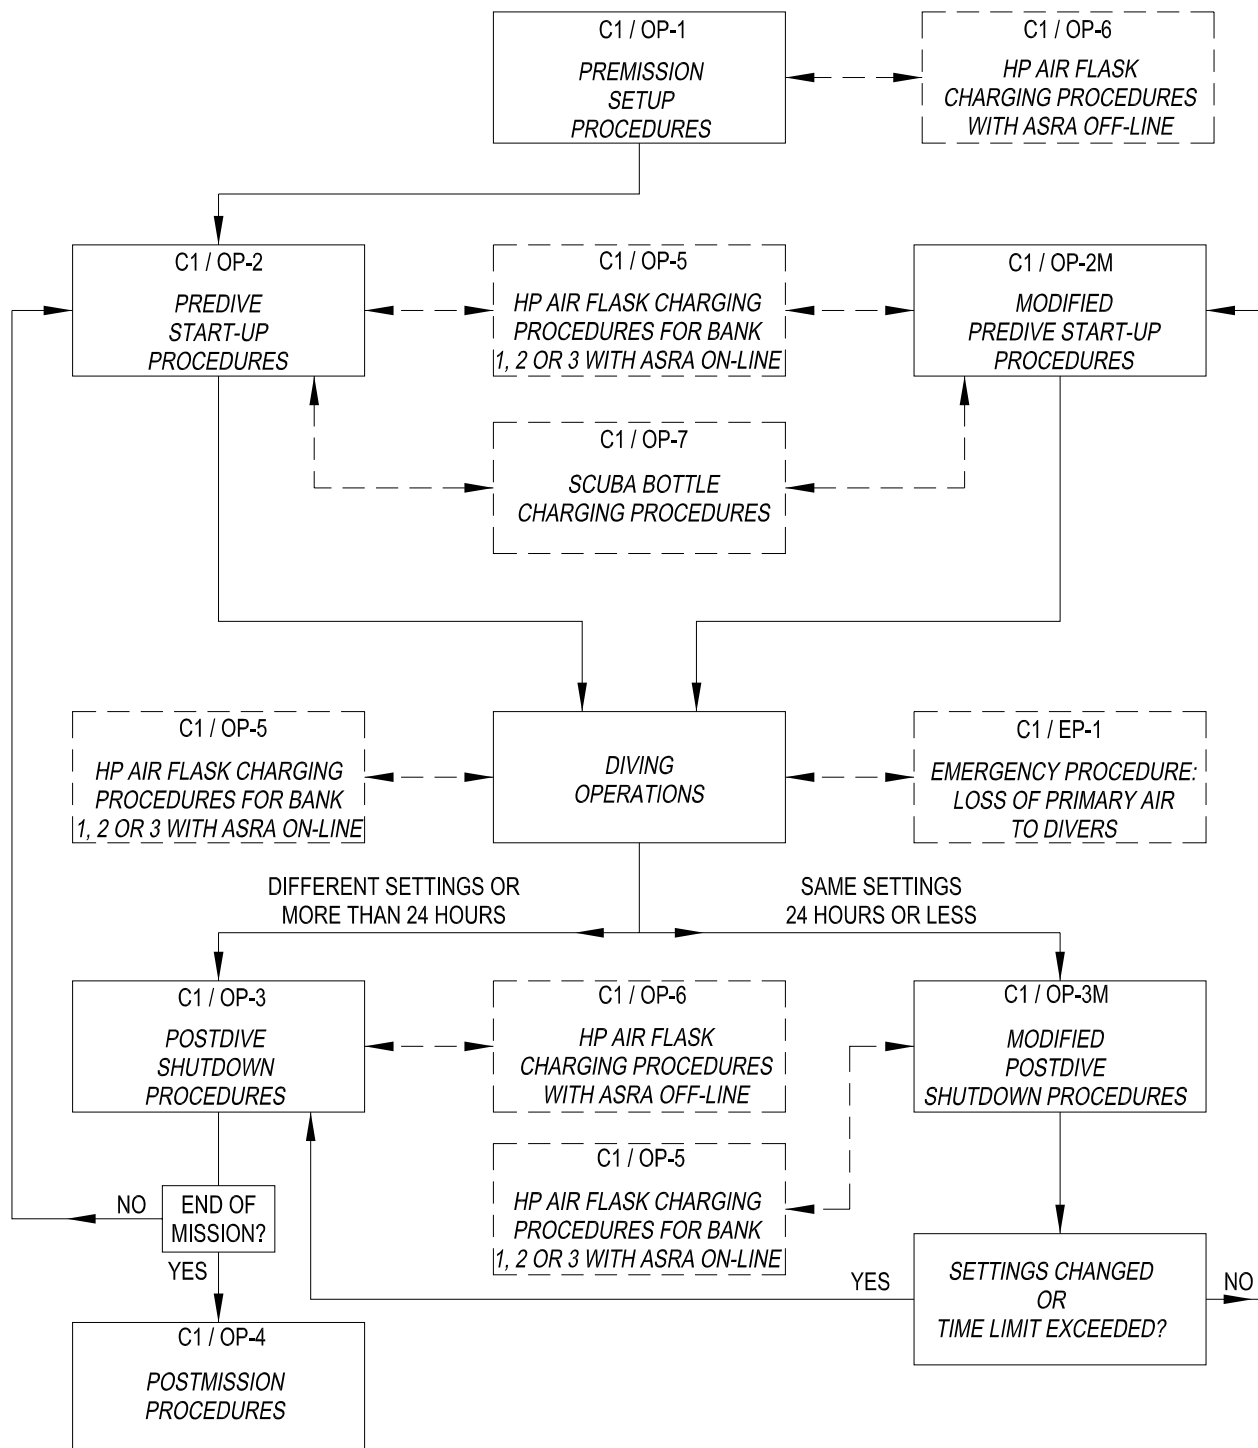 C1 / OP-1
PREMISSION
SETUP
PROCEDURES
C1 / OP-6
HP AIR FLASK
CHARGING PROCEDURES
WITH ASRA OFF-LINE
C1 / OP-2
PREDIVE
START-UP
PROCEDURES
C1 / OP-5
HP AIR FLASK CHARGING
PROCEDURES FOR BANK
1, 2 OR 3 WITH ASRA ON-LINE
C1 / OP-2M
MODIFIED
PREDIVE START-UP
PROCEDURES
C1 / OP-7
SCUBA BOTTLE
CHARGING PROCEDURES
C1 / OP-5
HP AIR FLASK CHARGING
PROCEDURES FOR BANK
1, 2 OR 3 WITH ASRA ON-LINE
DIVING
OPERATIONS
C1 / EP-1
EMERGENCY PROCEDURE:
LOSS OF PRIMARY AIR
TO DIVERS
DIFFERENT SETTINGS OR
MORE THAN 24 HOURS
SAME SETTINGS
24 HOURS OR LESS
C1 / OP-3
POSTDIVE
SHUTDOWN
PROCEDURES
C1 / OP-6
HP AIR FLASK
CHARGING PROCEDURES
WITH ASRA OFF-LINE
C1 / OP-3M
MODIFIED
POSTDIVE
SHUTDOWN PROCEDURES
C1 / OP-5
HP AIR FLASK CHARGING
PROCEDURES FOR BANK
1, 2 OR 3 WITH ASRA ON-LINE
NO
END OF
MISSION?
YES
YES
SETTINGS CHANGED
OR
TIME LIMIT EXCEEDED?
NO
C1 / OP-4
POSTMISSION
PROCEDURES